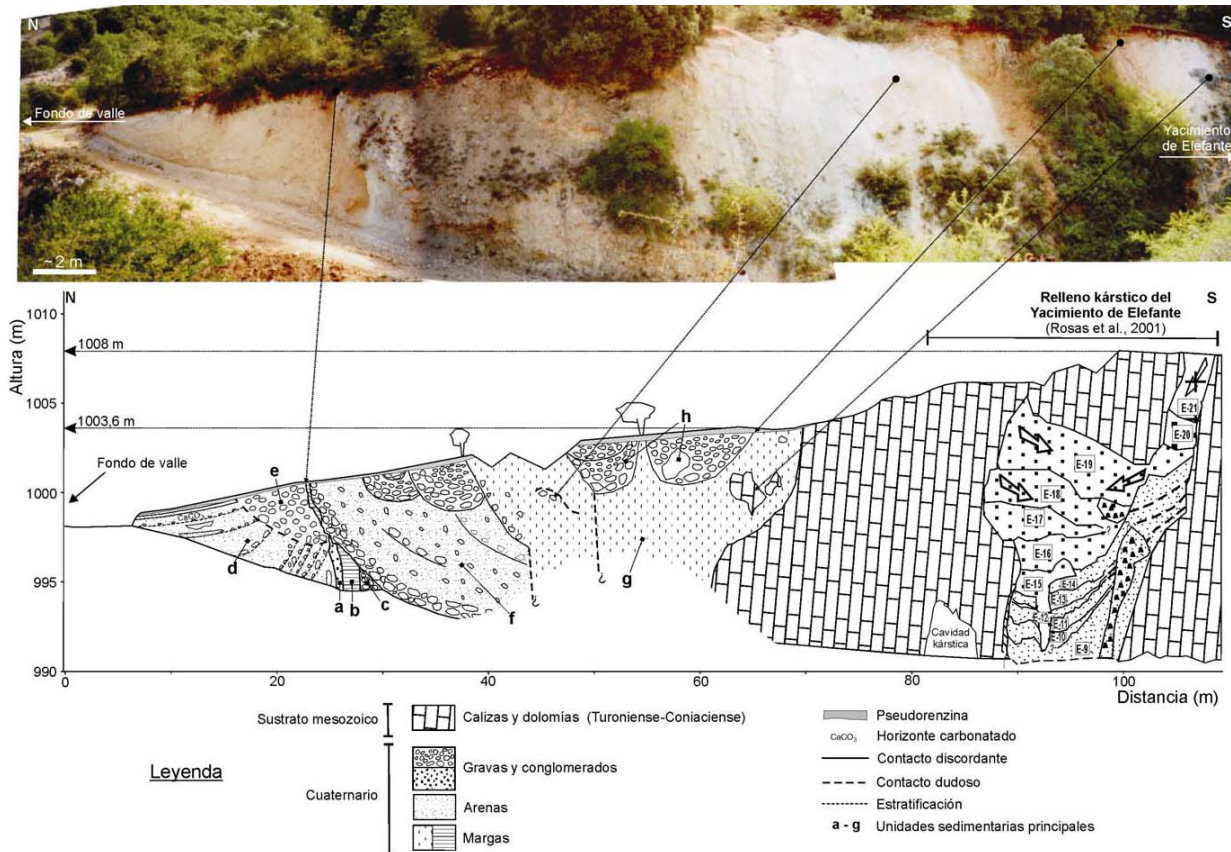 N
S
Fondo de valle
Yacimiento
de Elefante
~ 2 m
N
1010
Relleno kárstico del
Yacimiento de Elefante
(Rosas et al., 2001)
S
Altura (m)
1008 m
1005
1003,6 m
h
E-21
E-20
Fondo de valle
e
E-19
1000
E-18
E-17
d
g
E-16
995
a
b
c
f
E-15
E-14
E-13
E-12
E-11
E-10
E-9
Cavidad
kárstica
990
0
20
40
60
80
100
Distancia (m)
Sustrato mesozoico
Calizas y dolomías (Turoniense-Coniaciense)
Leyenda
Cuaternario
Gravas y conglomerados
Arenas
Margas
Pseudorenzina
CaCO₃ Horizonte carbonatado
Contacto discordante
Contacto dudoso
Estratificación
a - g Unidades sedimentarias principales